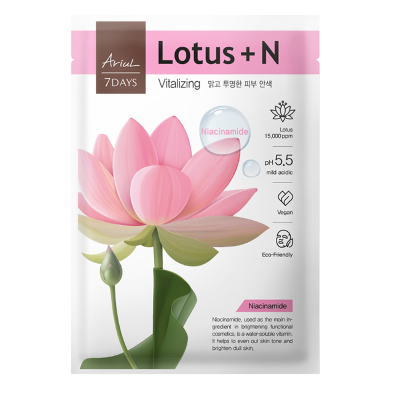 Ariul
7DAYS
Lotus + N
Vitalizing 맑고 투명한 피부 안색
Niacinamide
Lotus
15,000ppm
pH 5.5
mild acidic
Vegan
Eco-Friendly
Niacinamide
Niacinamide, used as the main in-
gredient in brightening functional
cosmetics, is a water-soluble vitamin.
It helps to even out skin tone and
brighten dull skin.